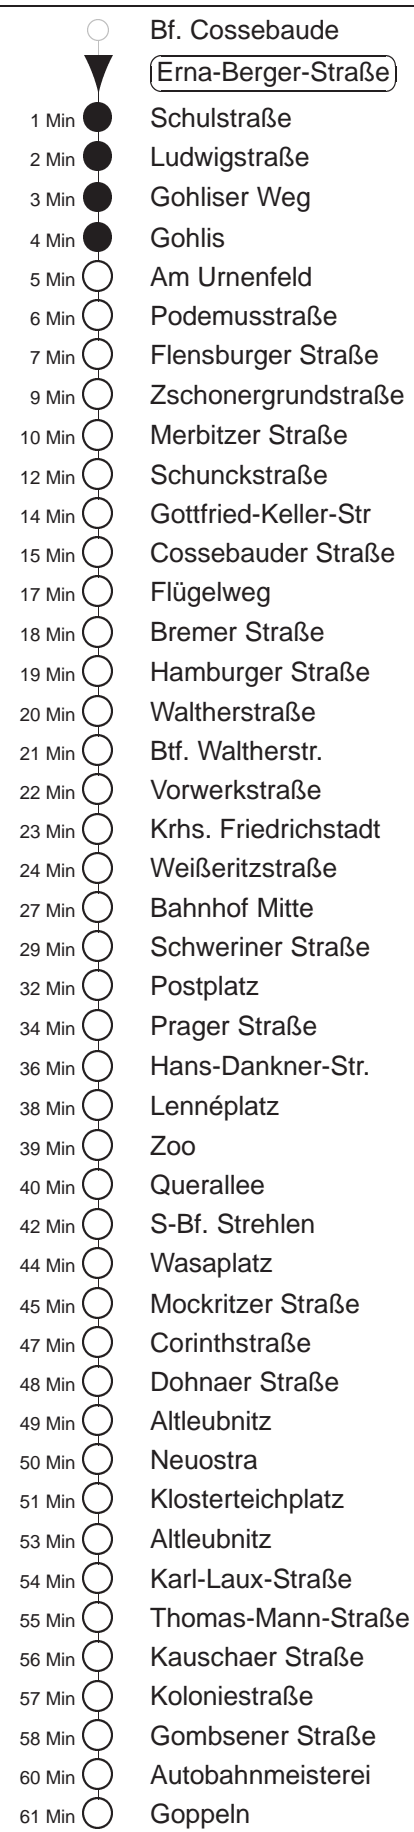 Bf. Cossebaude
Erna-Berger-Straße
1 Min Schulstraße
2 Min Ludwigstraße
3 Min Gohliser Weg
4 Min Gohlis
5 Min Am Urnenfeld
6 Min Podemusstraße
7 Min Flensburger Straße
9 Min Zschonergrundstraße
10 Min Merbitzer Straße
12 Min Schunckstraße
14 Min Gottfried-Keller-Str
15 Min Cossebauder Straße
17 Min Flügelweg
18 Min Bremer Straße
19 Min Hamburger Straße
20 Min Waltherstraße
21 Min Btf. Waltherstr.
22 Min Vorwerkstraße
23 Min Krhs. Friedrichstadt
24 Min Weißeritzstraße
27 Min Bahnhof Mitte
29 Min Schweriner Straße
32 Min Postplatz
34 Min Prager Straße
36 Min Hans-Dankner-Str.
38 Min Lennéplatz
39 Min Zoo
40 Min Querallee
42 Min S-Bf. Strehlen
44 Min Wasaplatz
45 Min Mockritzer Straße
47 Min Corinthstraße
48 Min Dohnaer Straße
49 Min Altleubnitz
50 Min Neuostra
51 Min Klosterteichplatz
53 Min Altleubnitz
54 Min Karl-Laux-Straße
55 Min Thomas-Mann-Straße
56 Min Kauschaer Straße
57 Min Koloniestraße
58 Min Gombsener Straße
60 Min Autobahnmeisterei
61 Min Goppeln